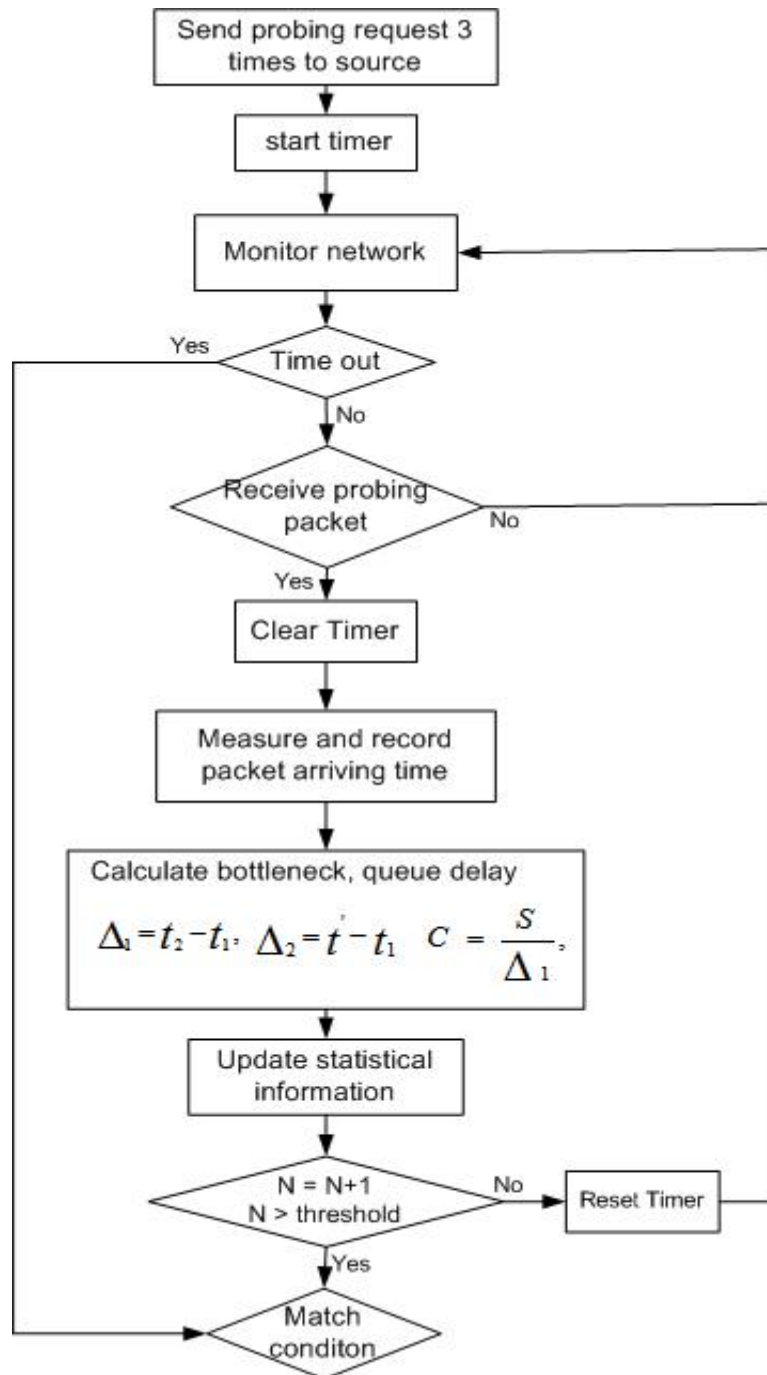 Send probing request 3
times to source
start timer
Monitor network
Yes
Time out
No
Receive probing
packet
No
Yes
Clear Timer
Measure and record
packet arriving time
Calculate bottleneck, queue delay
Δ₁ = t₂ − t₁, Δ₂ = t' − t₁ C = S / Δ₁,
Update statistical
information
N = N+1
N > threshold
No
Reset Timer
Yes
Match
conditon